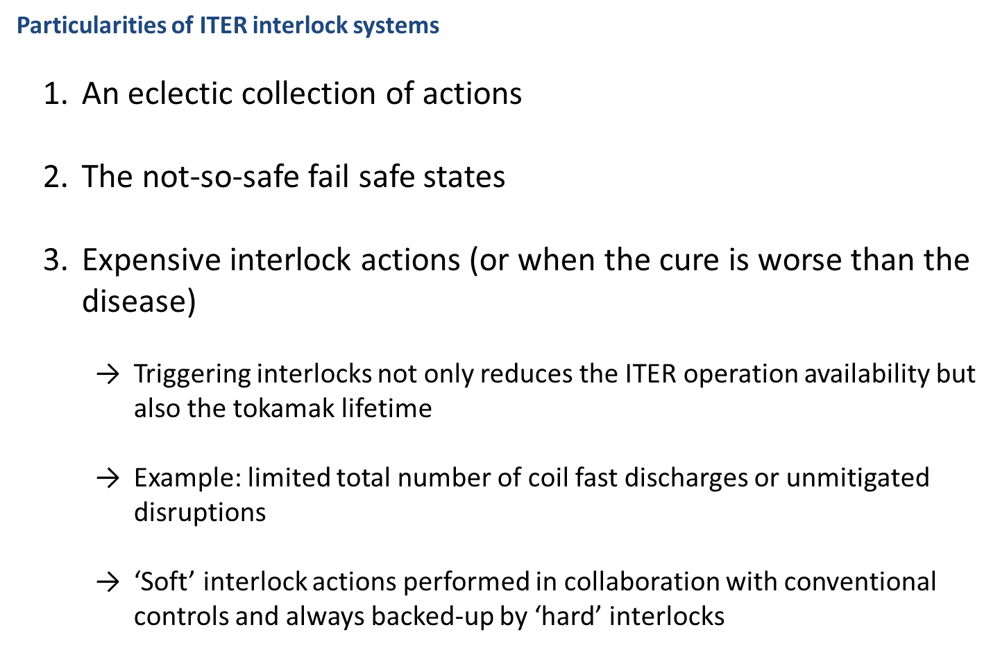 Particularities of ITER interlock systems
1. An eclectic collection of actions
2. The not-so-safe fail safe states
3. Expensive interlock actions (or when the cure is worse than the
disease)
→ Triggering interlocks not only reduces the ITER operation availability but
also the tokamak lifetime
→ Example: limited total number of coil fast discharges or unmitigated
disruptions
→ ‘Soft’ interlock actions performed in collaboration with conventional
controls and always backed-up by ‘hard’ interlocks